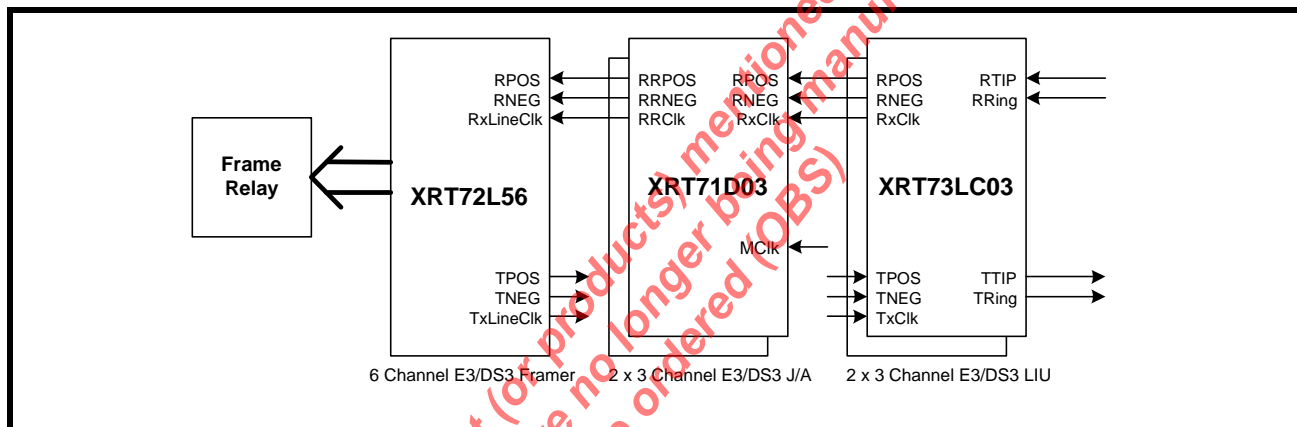 RPOS
RNEG
RxLineClk
RRPOS
RRNEG
RRClk
RPOS
RNEG
RxClk
RPOS
RNEG
RxClk
RTIP
RRing
Frame
Relay
XRT72L56
XRT71D03
XRT73LC03
MClk
TPOS
TNEG
TxLineClk
TPOS
TNEG
TxClk
TTIP
TRing
6 Channel E3/DS3 Framer
2 x 3 Channel E3/DS3 J/A
2 x 3 Channel E3/DS3 LIU
(or products) mentioned
no longer being manu
ordered (OBS)